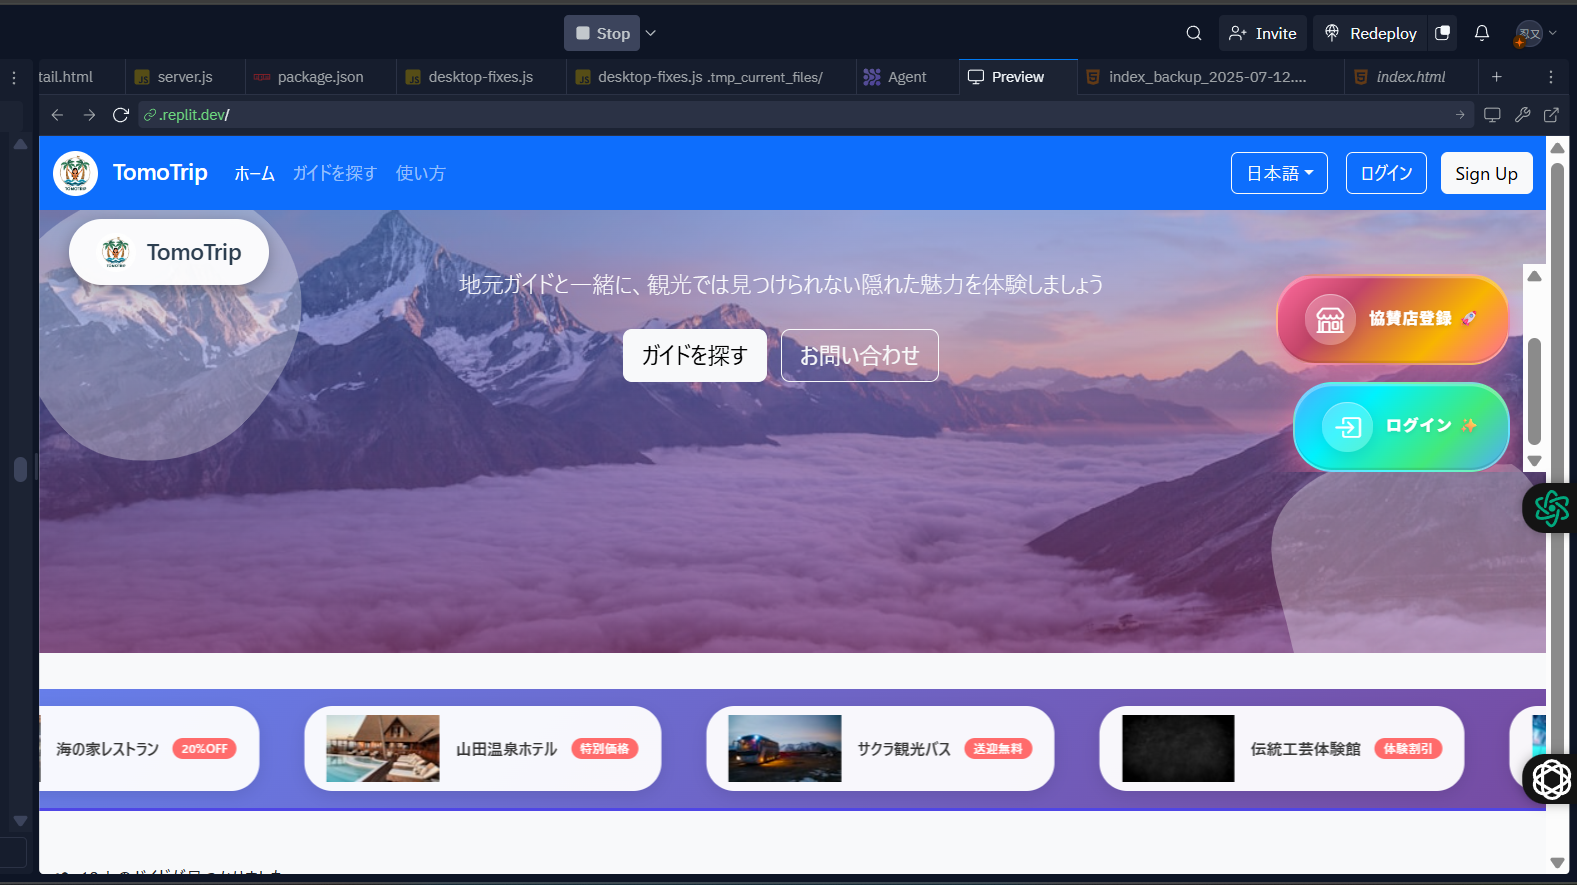 Stop
Invite
Redeploy
tail.html
server.js
package.json
desktop-fixes.js
desktop-fixes.js .tmp_current_files/
Agent
Preview
index_backup_2025-07-12....
index.html
.replit.dev/
TomoTrip
ホーム
ガイドを探す
使い方
日本語
ログイン
Sign Up
TomoTrip
地元ガイドと一緒に、観光では見つけられない隠れた魅力を体験しましょう
ガイドを探す
お問い合わせ
協賛店登録 🚀
ログイン ✨
海の家レストラン
20%OFF
山田温泉ホテル
特別価格
サクラ観光バス
送迎無料
伝統工芸体験館
体験割引